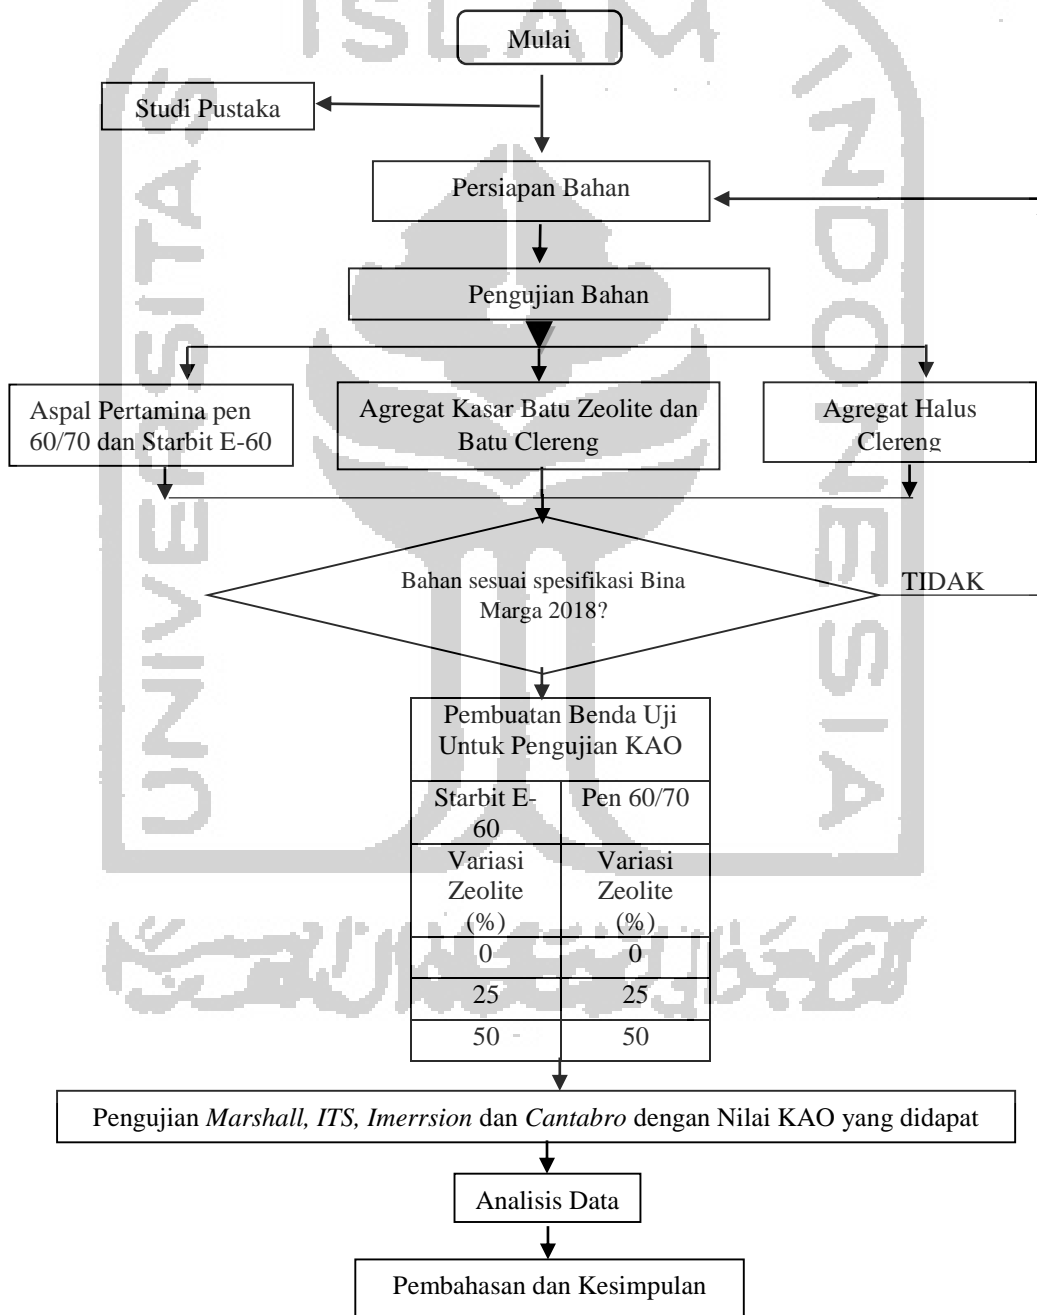 ISLAM
UNIVERSITAS
INDONESIA
Mulai
Studi Pustaka
Persiapan Bahan
Pengujian Bahan
Aspal Pertamina pen
60/70 dan Starbit E-60
Agregat Kasar Batu Zeolite dan
Batu Clereng
Agregat Halus
Clereng
Bahan sesuai spesifikasi Bina
Marga 2018?
TIDAK
Pembuatan Benda Uji
Untuk Pengujian KAO
Starbit E-
60
Pen 60/70
Variasi
Zeolite
(%)
Variasi
Zeolite
(%)
0
0
25
25
50
50
Pengujian Marshall, ITS, Imerrsion dan Cantabro dengan Nilai KAO yang didapat
Analisis Data
Pembahasan dan Kesimpulan